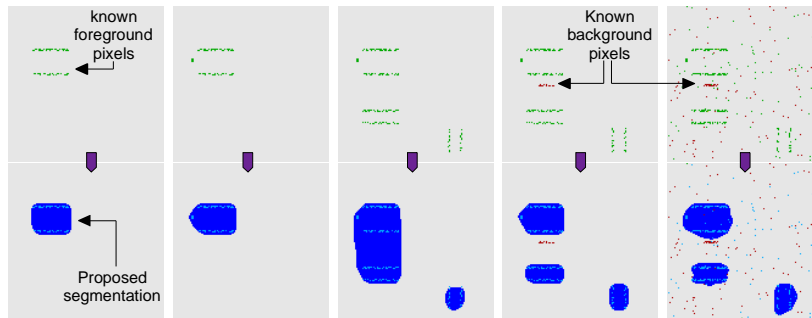 known
foreground
pixels
Known
background
pixels
Proposed
segmentation